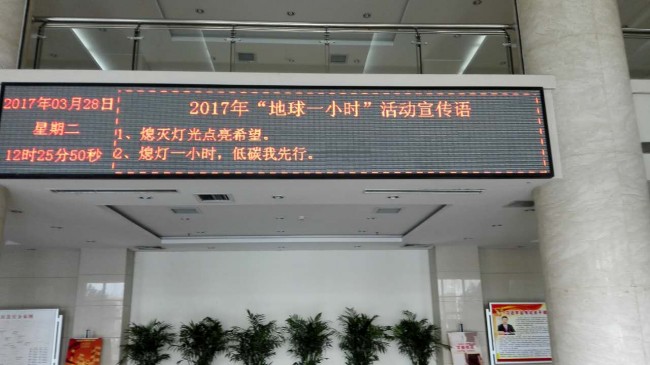 2017年03月28日
星期二
12时25分50秒
2017年“地球一小时”活动宣传语
1、熄灭灯光点亮希望。
2、熄灯一小时，低碳我先行。